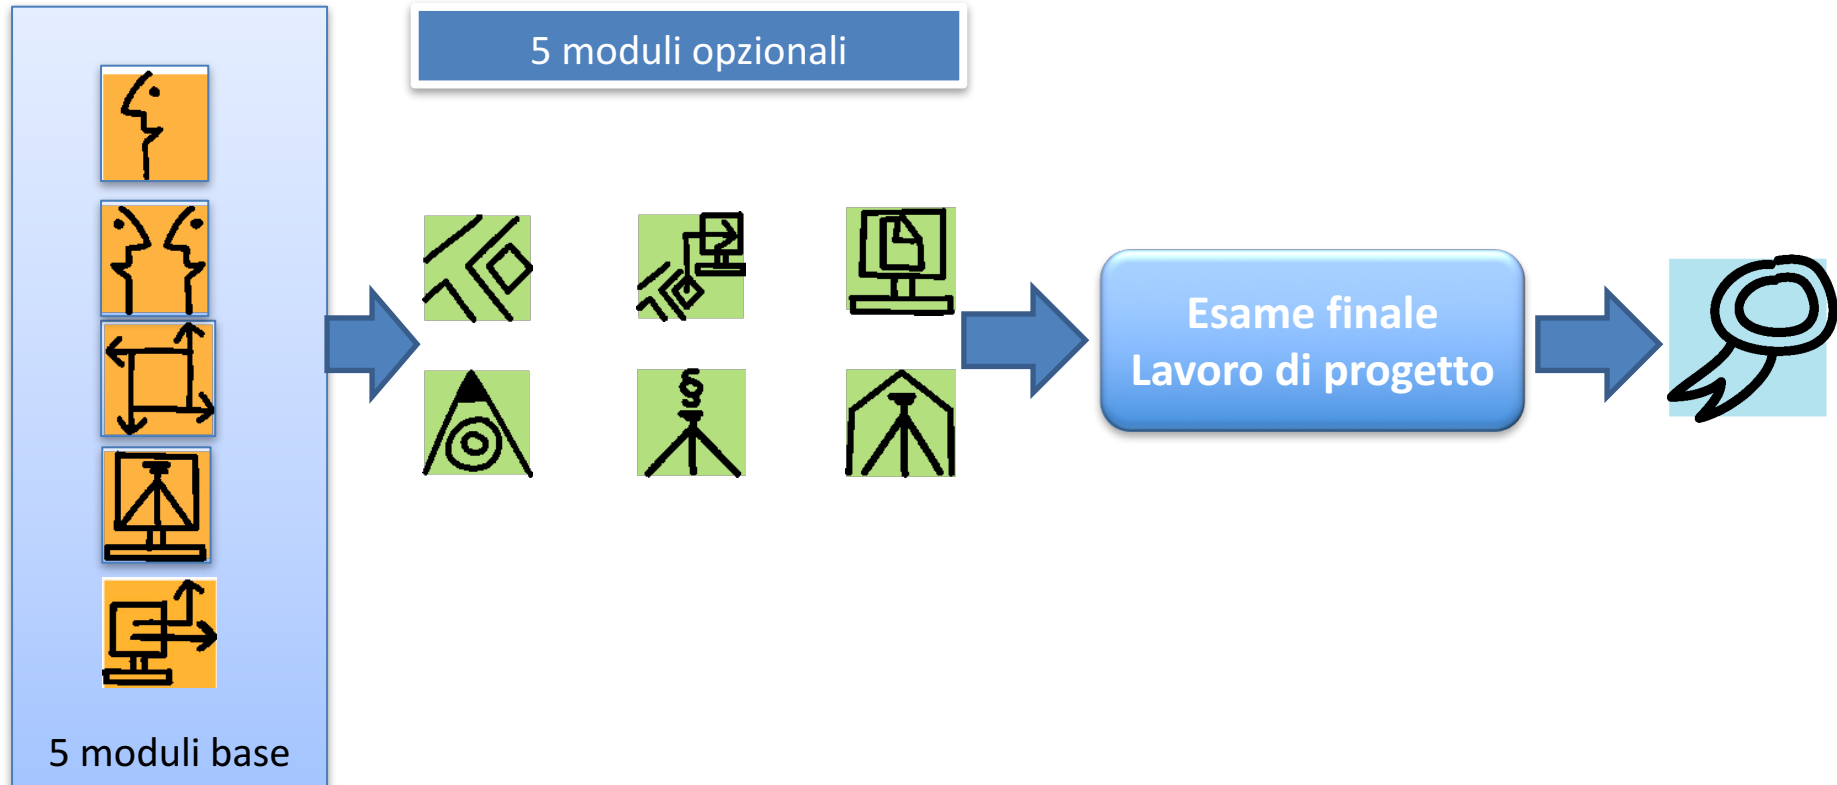 5 moduli opzionali
Esame finale
Lavoro di progetto
5 moduli base